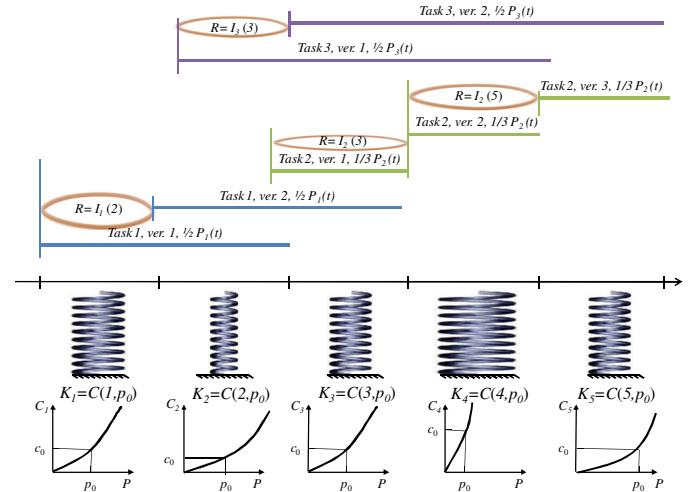 Task 3, ver. 2, ½ P3(t)
R= I3 (3)
Task 3, ver. 1, ½ P3(t)
Task 2, ver. 3, 1/3 P2(t)
R= I2 (5)
Task 2, ver. 2, 1/3 P2(t)
R= I2 (3)
Task 2, ver. 1, 1/3 P2(t)
Task 1, ver. 2, ½ P1(t)
R= I1 (2)
Task 1, ver. 1, ½ P1(t)
K1=C(1,p0) K2=C(2,p0) K3=C(3,p0) K4=C(4,p0) K5=C(5,p0)
C1 C2 C3 C4 C5
c0 c0 c0 c0 c0
p0 P p0 P p0 P p0 P p0 P